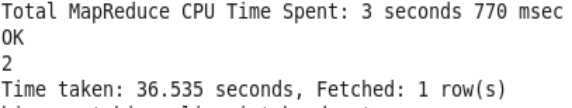 Total MapReduce CPU Time Spent: 3 seconds 770 msec
OK
2
Time taken: 36.535 seconds, Fetched: 1 row(s)